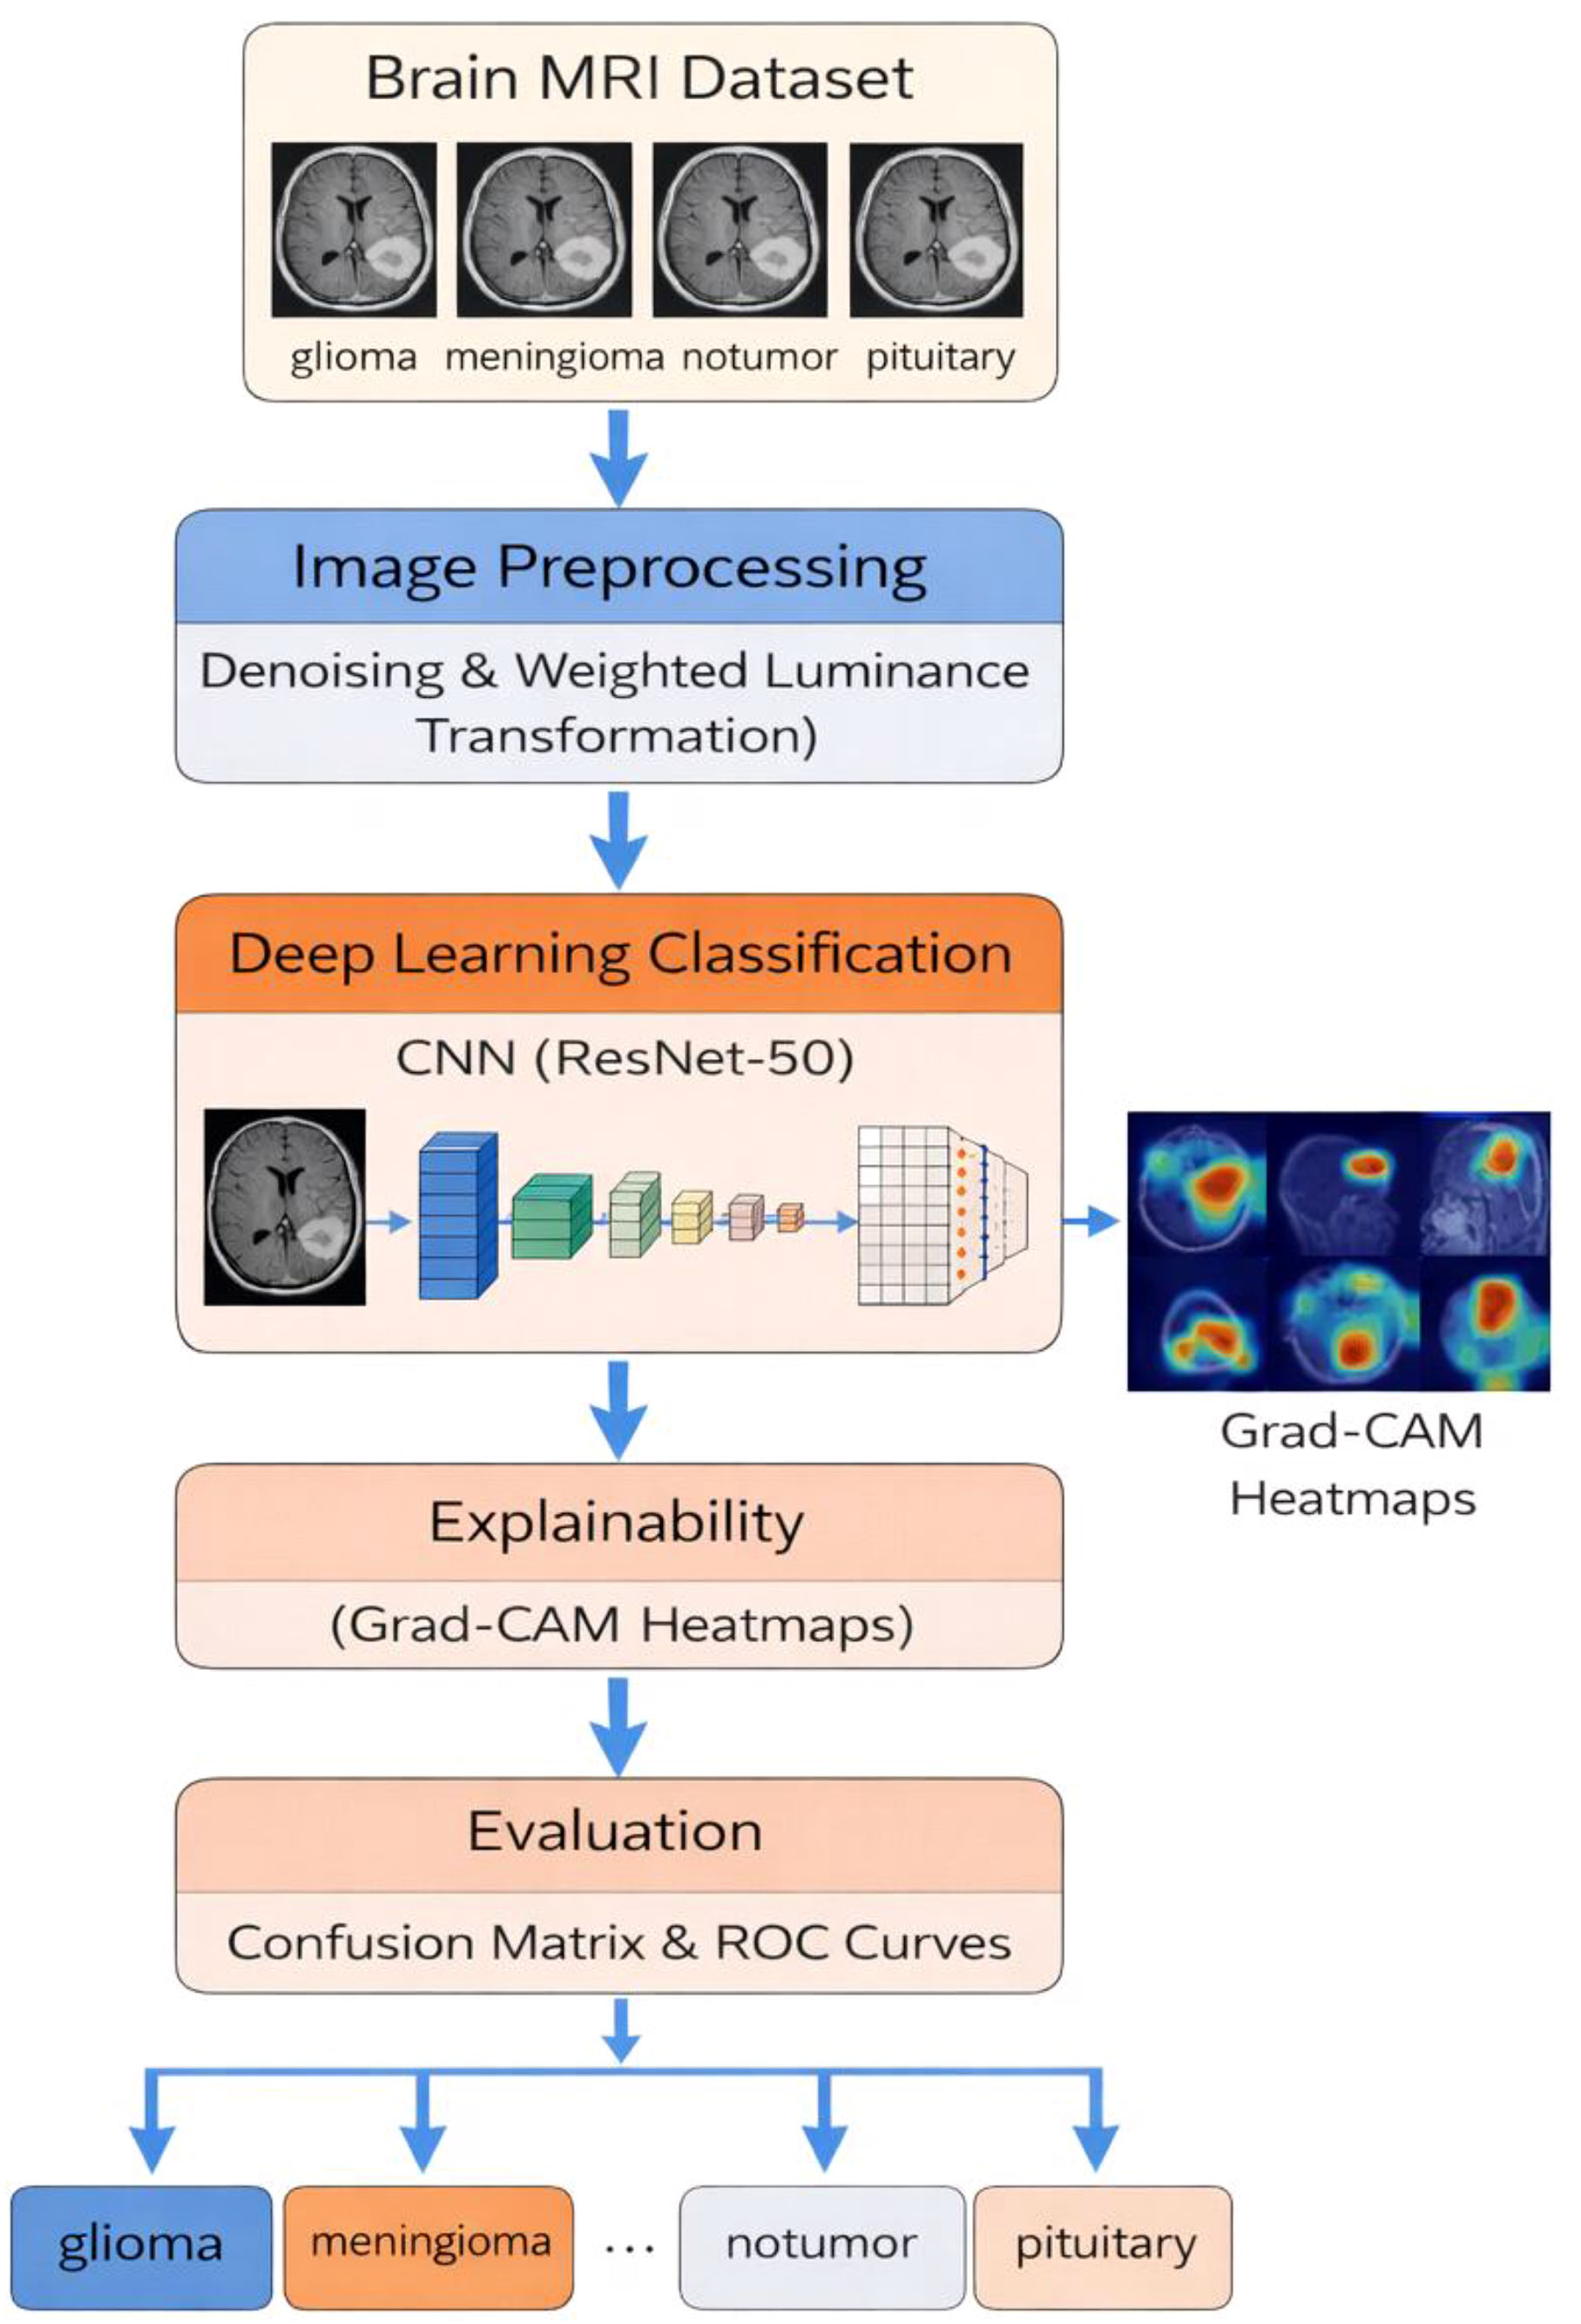 Brain MRI Dataset
glioma meningioma notumor pituitary
Image Preprocessing
Denoising & Weighted Luminance
Transformation)
Deep Learning Classification
CNN (ResNet-50)
Grad-CAM
Heatmaps
Explainability
(Grad-CAM Heatmaps)
Evaluation
Confusion Matrix & ROC Curves
glioma meningioma ... notumor pituitary